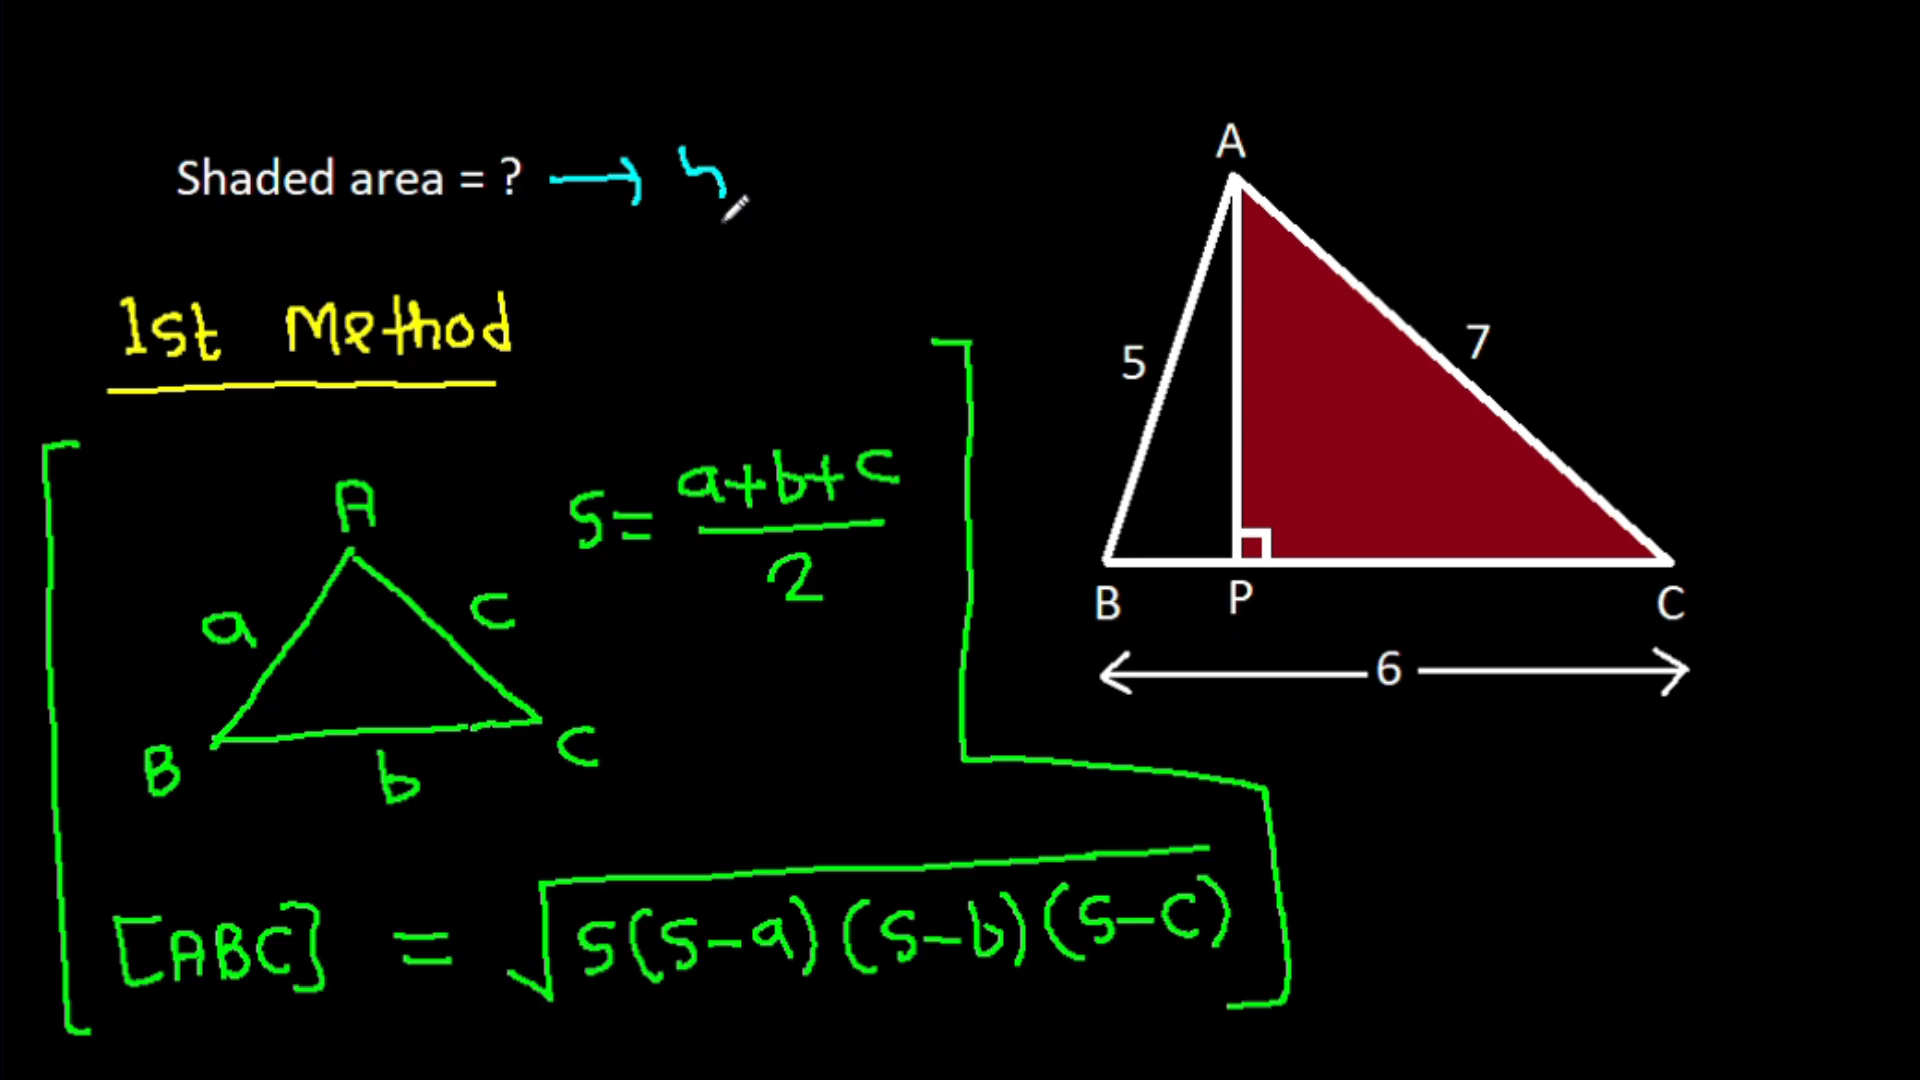 Shaded area = ?
1st Method
A
a
c
B
b
C
S = a+b+c / 2
[ABC] = √s(s-a)(s-b)(s-c)
A
5
7
B
P
C
6